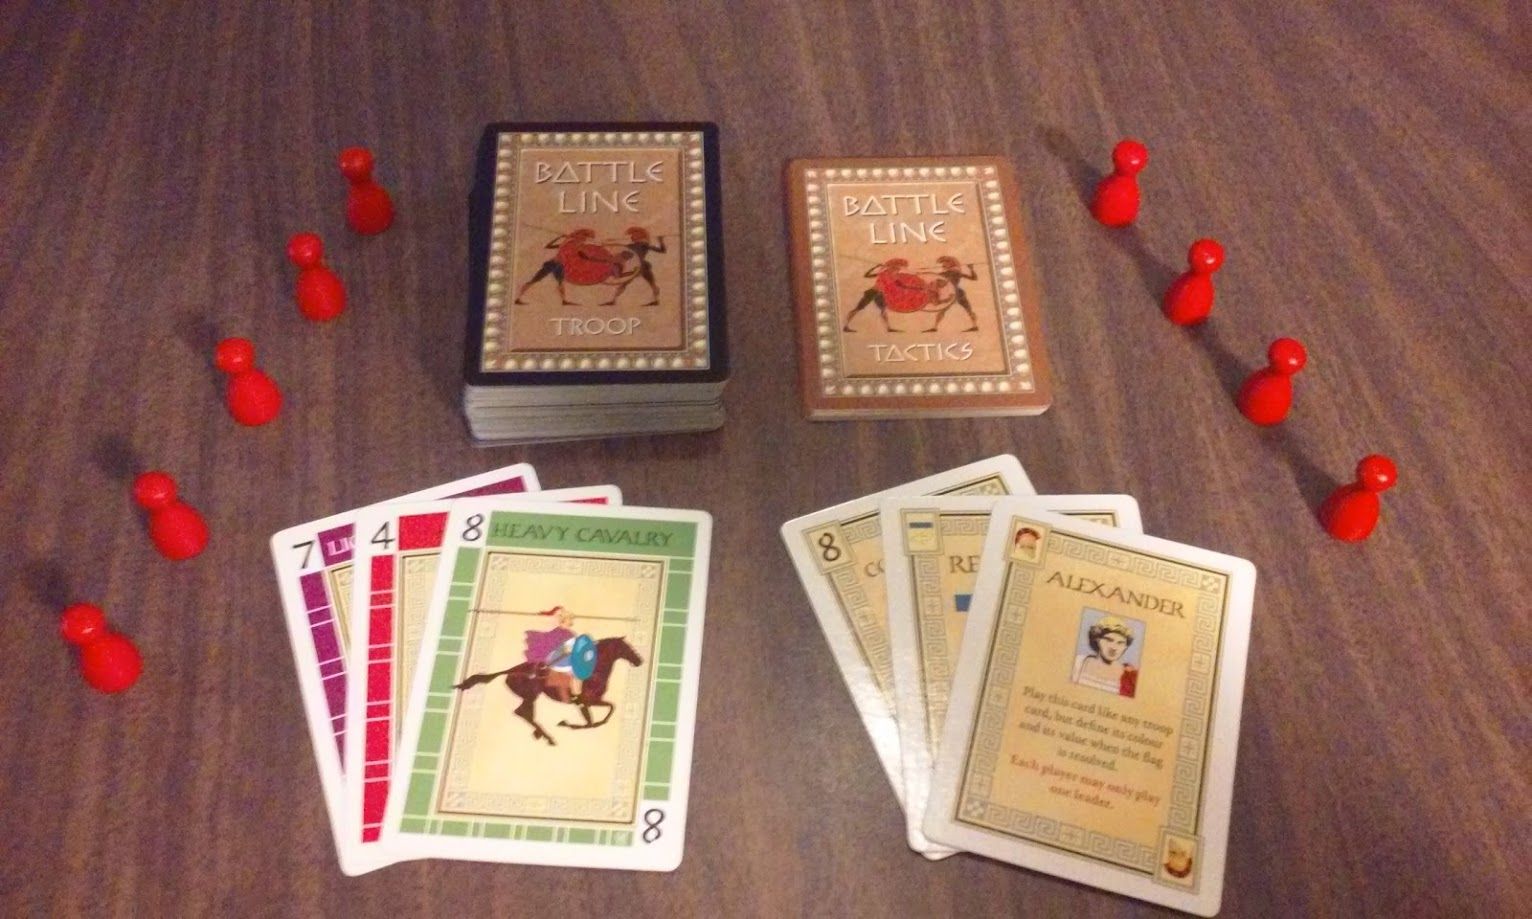 BATTLE
LINE
TROOP
BATTLE
LINE
TACTICS
7
4
8 HEAVY CAVALRY
8
8
ALEXANDER
Play this card like any troop
card, but define its colour
and its value when the flag
is resolved.
Each player may only play
one leader.